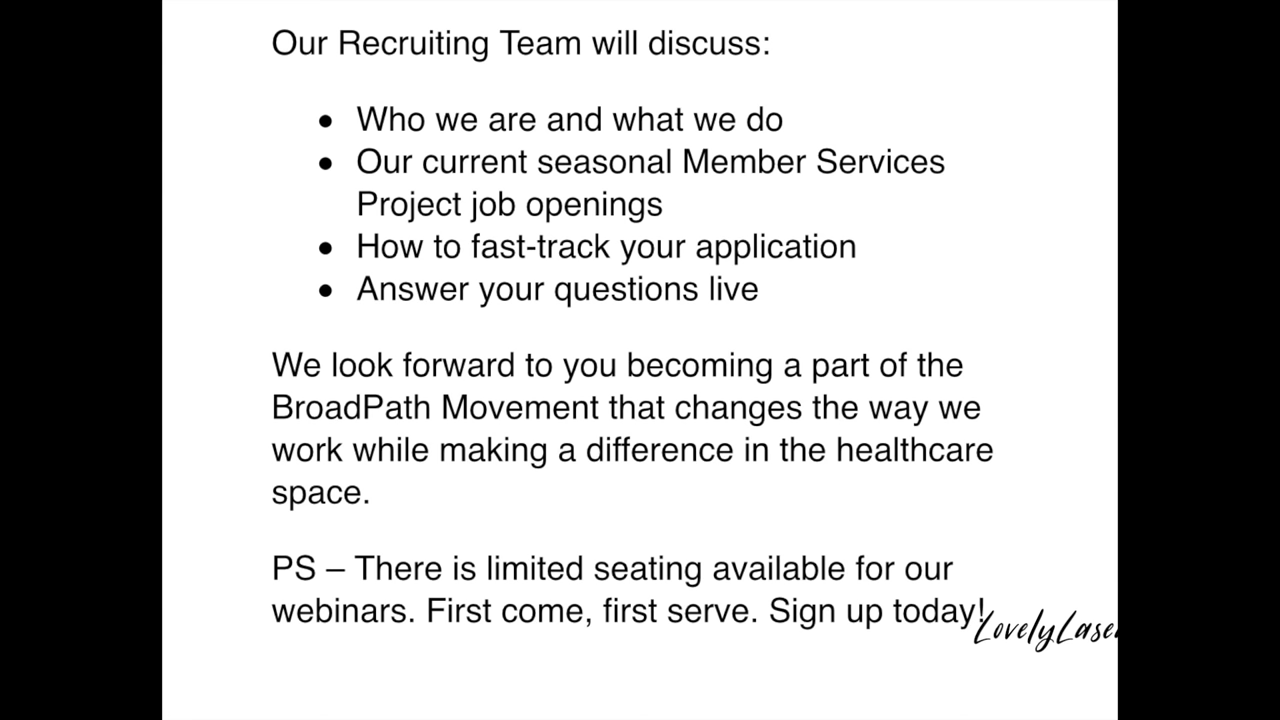 Our Recruiting Team will discuss:
• Who we are and what we do
• Our current seasonal Member Services
Project job openings
• How to fast-track your application
• Answer your questions live
We look forward to you becoming a part of the
BroadPath Movement that changes the way we
work while making a difference in the healthcare
space.
PS – There is limited seating available for our
webinars. First come, first serve. Sign up today!